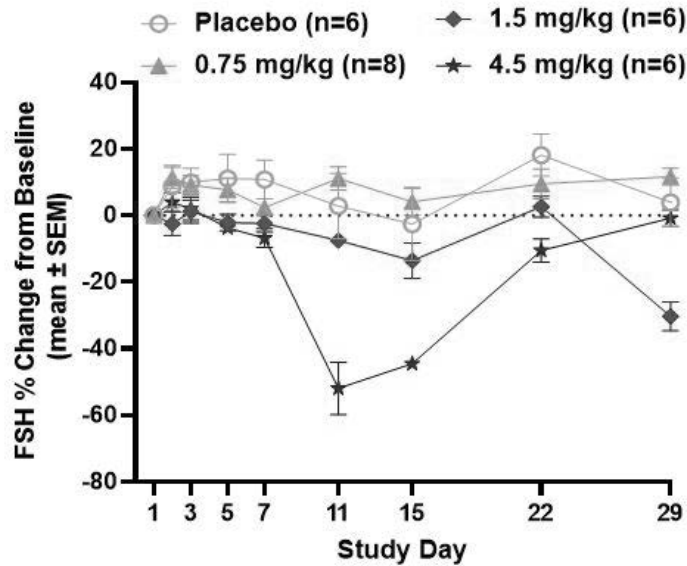 Placebo (n=6)
1.5 mg/kg (n=6)
0.75 mg/kg (n=8)
4.5 mg/kg (n=6)
FSH % Change from Baseline
(mean ± SEM)
40
20
0
-20
-40
-60
-80
1
3
5
7
11
15
22
29
Study Day